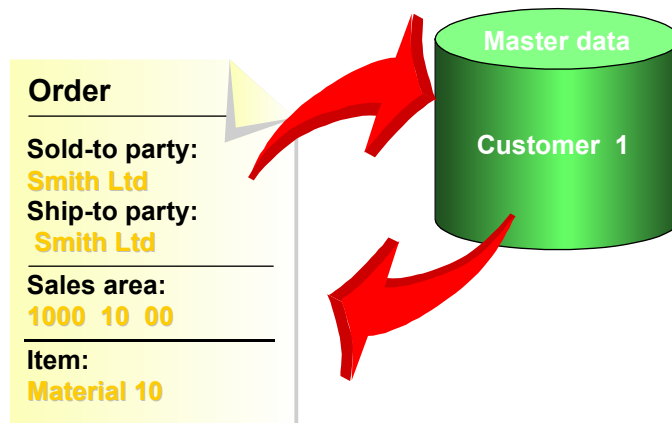 Order
Sold-to party:
Smith Ltd
Ship-to party:
Smith Ltd
Sales area:
1000 10 00
Item:
Material 10
Master data
Customer 1